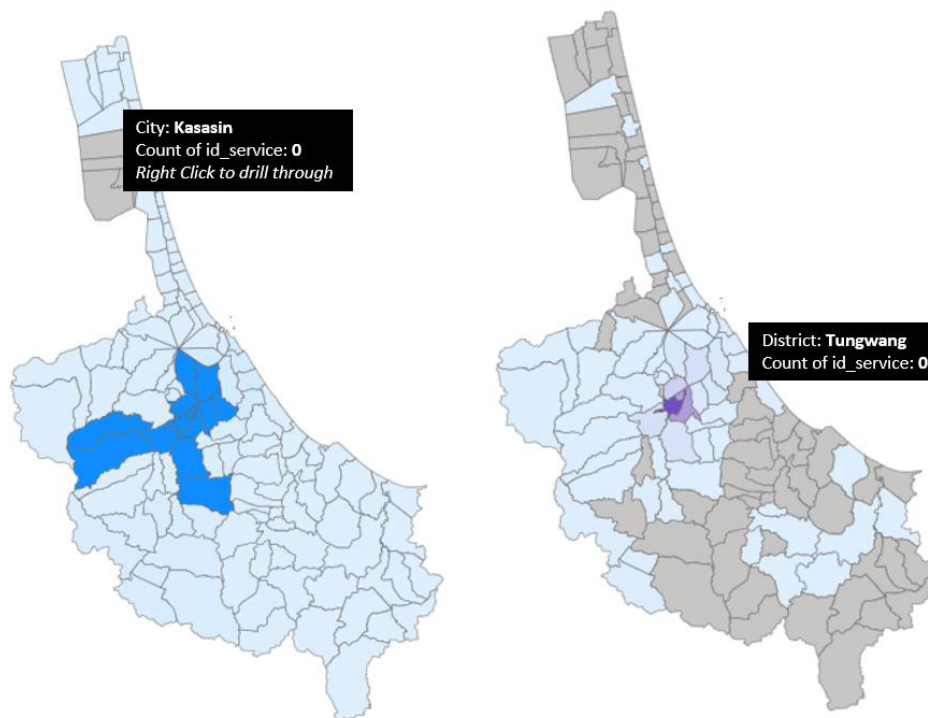 City: Kasasin
Count of id_service: 0
Right Click to drill through
District: Tungwang
Count of id_service: 0